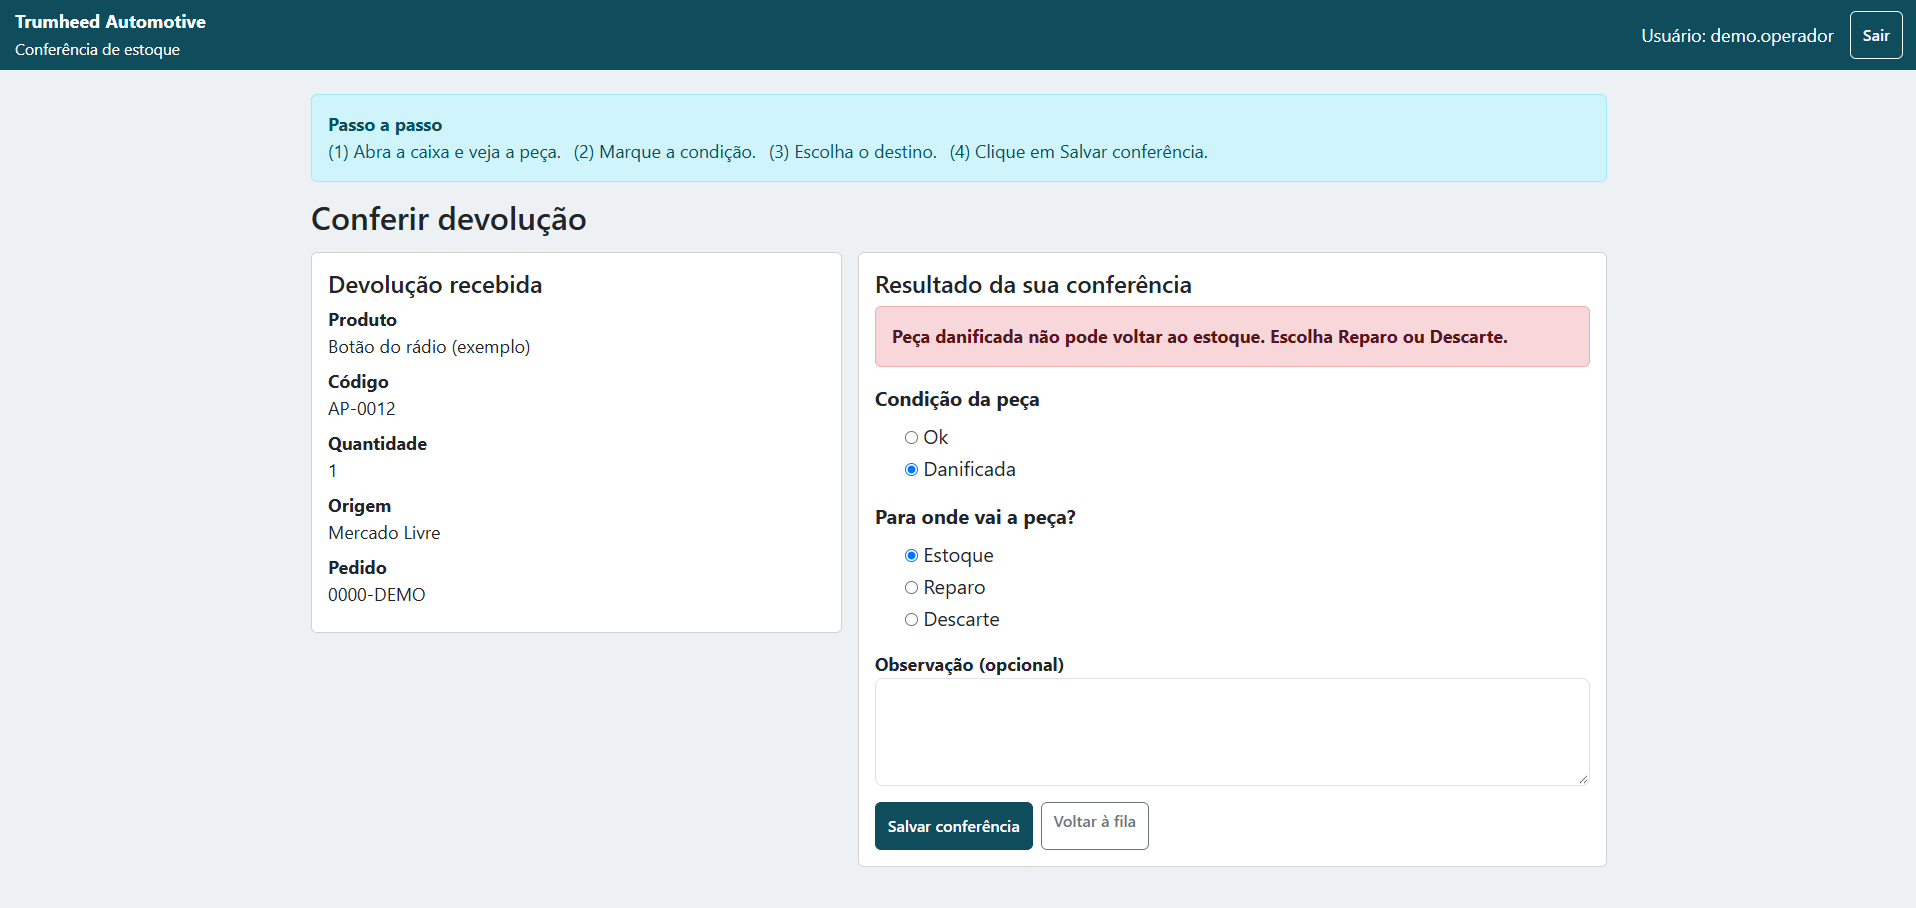 Trumheed Automotive
Conferência de estoque
Usuário: demo.operador
Sair
Passo a passo
(1) Abra a caixa e veja a peça. (2) Marque a condição. (3) Escolha o destino. (4) Clique em Salvar conferência.
Conferir devolução
Devolução recebida
Produto
Botão do rádio (exemplo)
Código
AP-0012
Quantidade
1
Origem
Mercado Livre
Pedido
0000-DEMO
Resultado da sua conferência
Peça danificada não pode voltar ao estoque. Escolha Reparo ou Descarte.
Condição da peça
Ok
Danificada
Para onde vai a peça?
Estoque
Reparo
Descarte
Observação (opcional)
Salvar conferência
Voltar à fila